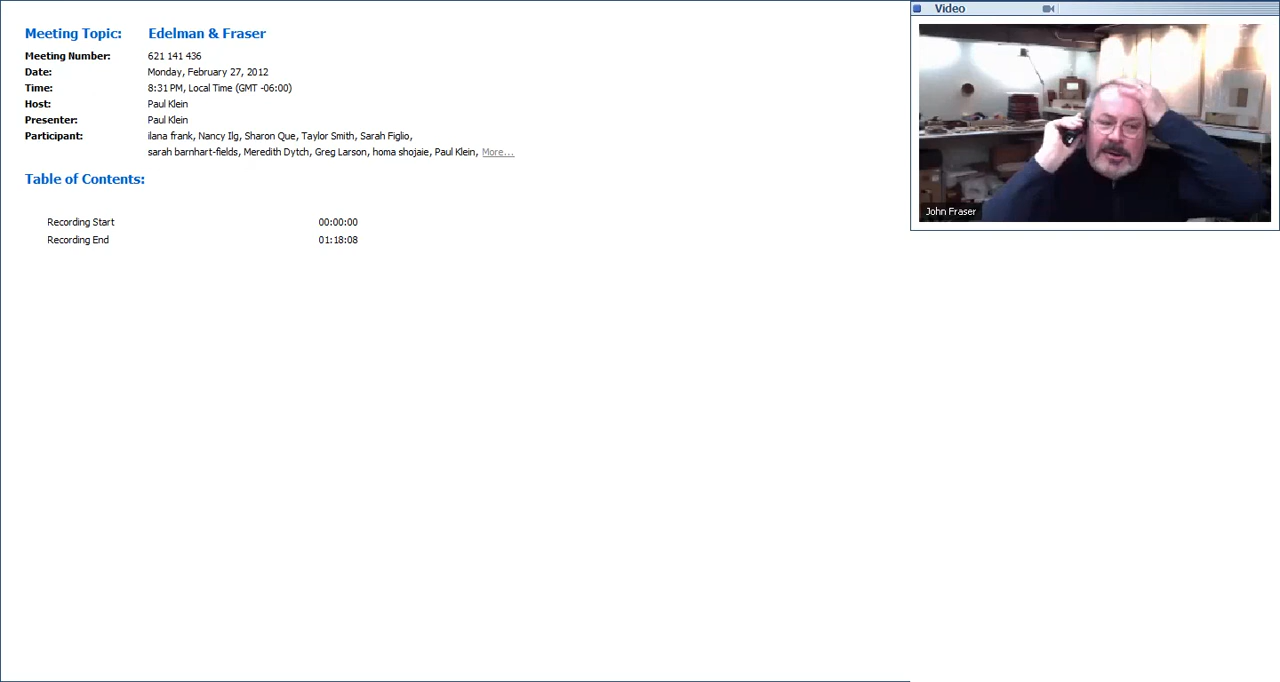 Meeting Topic: Edelman & Fraser
Meeting Number: 621 141 436
Date: Monday, February 27, 2012
Time: 8:31 PM, Local Time (GMT -06:00)
Host: Paul Klein
Presenter: Paul Klein
Participant: ilana frank, Nancy Ilg, Sharon Que, Taylor Smith, Sarah Figlio,
sarah barnhart-fields, Meredith Dytch, Greg Larson, homa shojaie, Paul Klein, More...
Table of Contents:
Recording Start 00:00:00
Recording End 01:18:08
Video
John Fraser